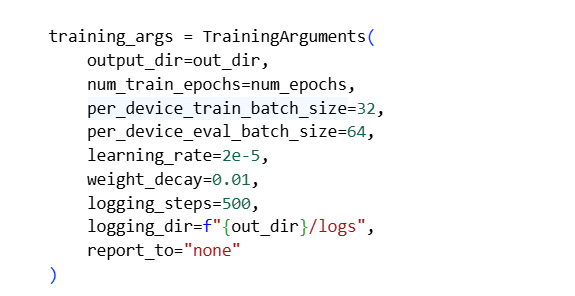 training_args = TrainingArguments(
    output_dir=out_dir,
    num_train_epochs=num_epochs,
    per_device_train_batch_size=32,
    per_device_eval_batch_size=64,
    learning_rate=2e-5,
    weight_decay=0.01,
    logging_steps=500,
    logging_dir=f"{out_dir}/logs",
    report_to="none"
)